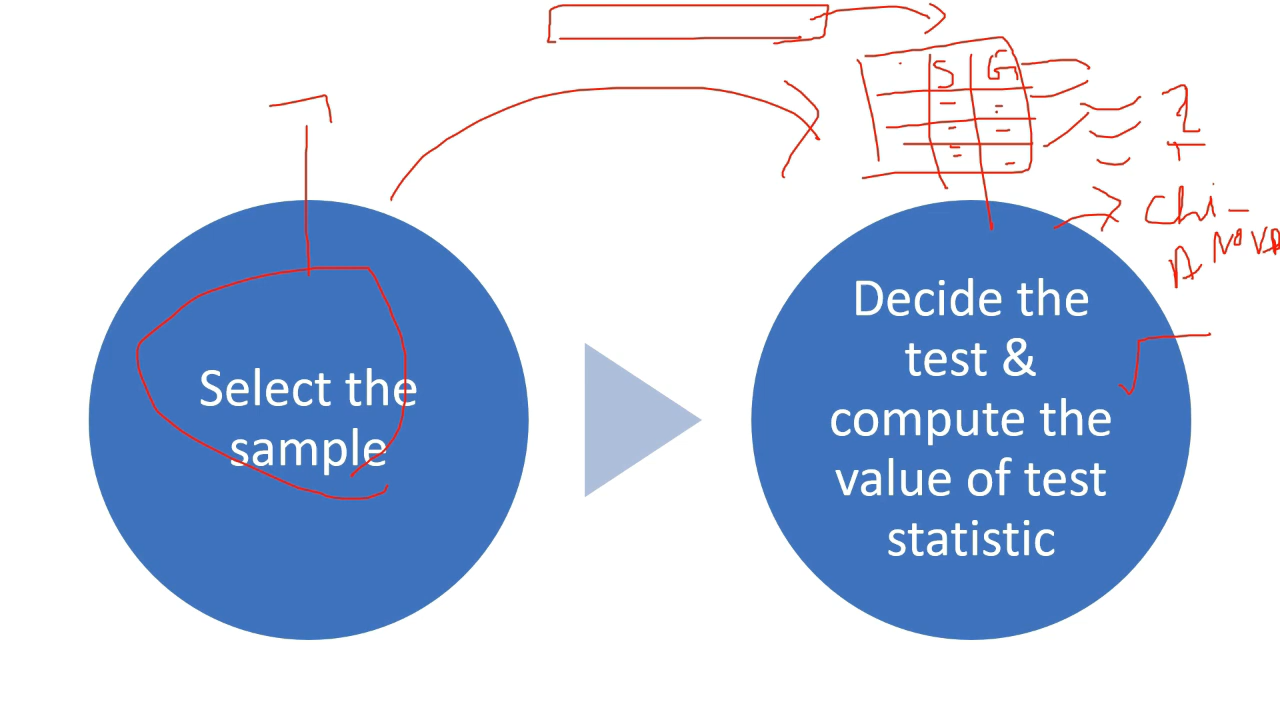 S G
Z
T
Chi-
ANOVA
Select the
sample
Decide the
test &
compute the
value of test
statistic